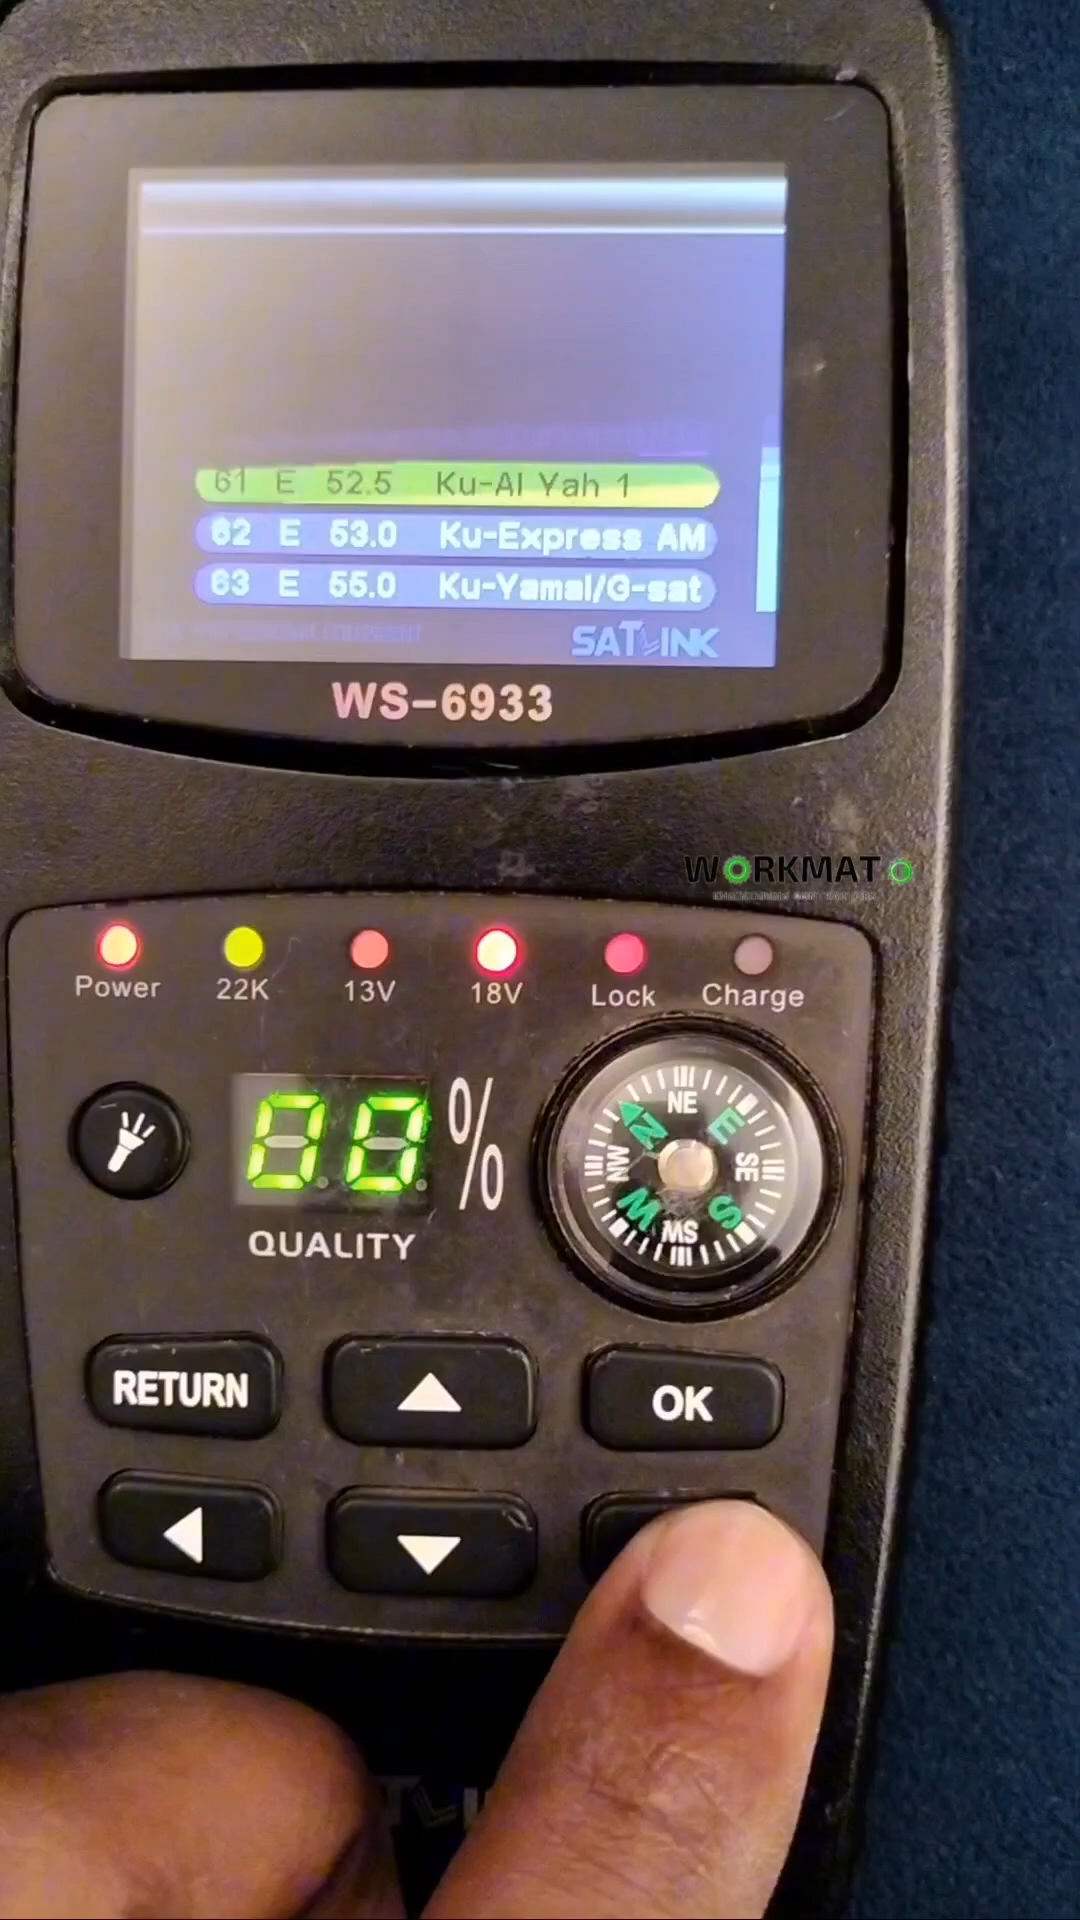 61 E 52.5 Ku-Al Yah 1
62 E 53.0 Ku-Express AM
63 E 55.0 Ku-Yamal/G-sat
SATLINK
WS-6933
WORKMATO
Power 22K 13V 18V Lock Charge
00 %
QUALITY
NE
N E
NW SE
W S
SW
RETURN OK